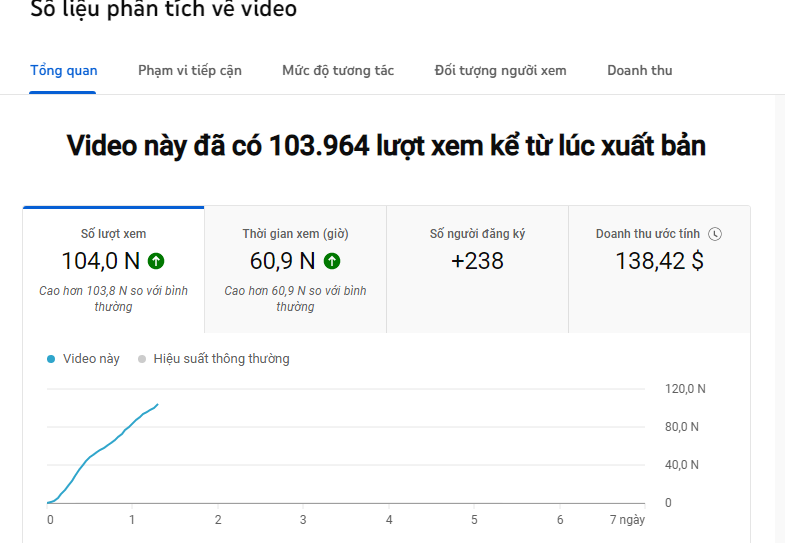 Số liệu phân tích về video
Tổng quan
Phạm vi tiếp cận
Mức độ tương tác
Đối tượng người xem
Doanh thu
Video này đã có 103.964 lượt xem kể từ lúc xuất bản
Số lượt xem
104,0 N
Cao hơn 103,8 N so với bình
thường
Thời gian xem (giờ)
60,9 N
Cao hơn 60,9 N so với bình
thường
Số người đăng ký
+238
Doanh thu ước tính
138,42 $
Video này
Hiệu suất thông thường
120,0 N
80,0 N
40,0 N
0
0
1
2
3
4
5
6
7 ngày